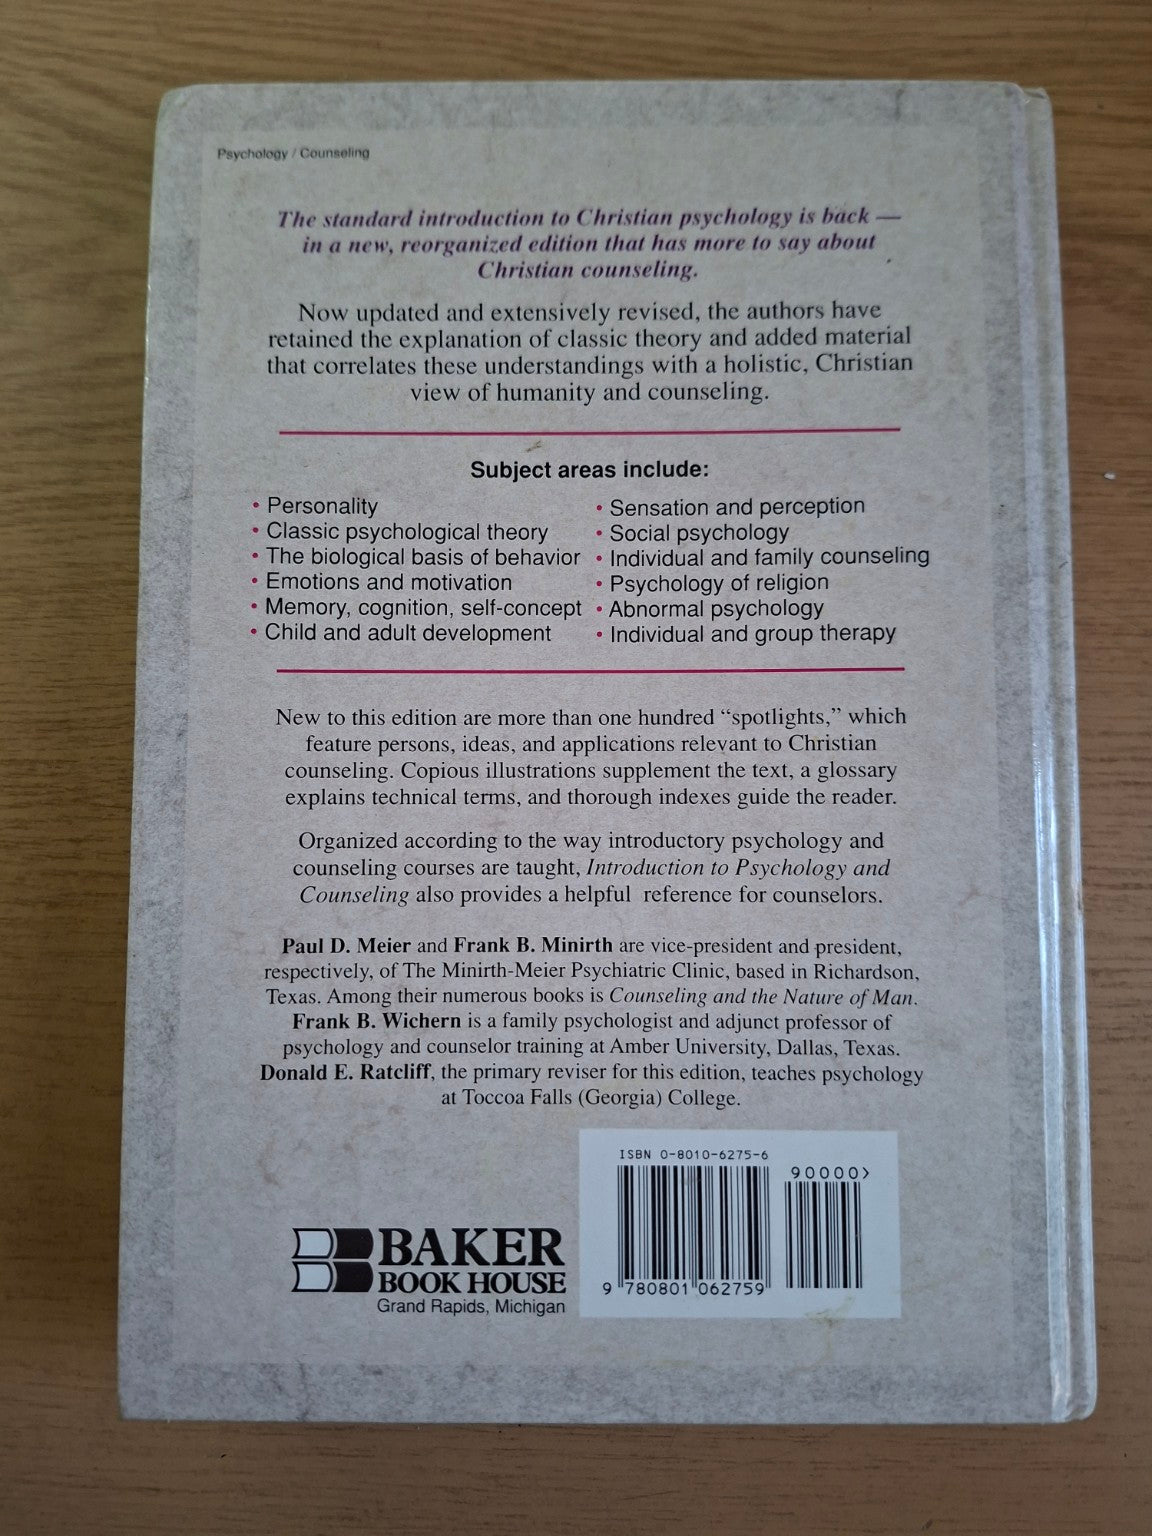 Psychology / Counseling
The standard introduction to Christian psychology is back —
in a new, reorganized edition that has more to say about
Christian counseling.
Now updated and extensively revised, the authors have
retained the explanation of classic theory and added material
that correlates these understandings with a holistic, Christian
view of humanity and counseling.
Subject areas include:
• Personality
• Classic psychological theory
• The biological basis of behavior
• Emotions and motivation
• Memory, cognition, self-concept
• Child and adult development
• Sensation and perception
• Social psychology
• Individual and family counseling
• Psychology of religion
• Abnormal psychology
• Individual and group therapy
New to this edition are more than one hundred “spotlights,” which
feature persons, ideas, and applications relevant to Christian
counseling. Copious illustrations supplement the text, a glossary
explains technical terms, and thorough indexes guide the reader.
Organized according to the way introductory psychology and
counseling courses are taught, Introduction to Psychology and
Counseling also provides a helpful reference for counselors.
Paul D. Meier and Frank B. Minirth are vice-president and president,
respectively, of The Minirth-Meier Psychiatric Clinic, based in Richardson,
Texas. Among their numerous books is Counseling and the Nature of Man.
Frank B. Wichern is a family psychologist and adjunct professor of
psychology and counselor training at Amber University, Dallas, Texas.
Donald E. Ratcliff, the primary reviser for this edition, teaches psychology
at Toccoa Falls (Georgia) College.
BAKER
BOOK HOUSE
Grand Rapids, Michigan
ISBN 0-8010-6275-6
90000>
9 780801 062759